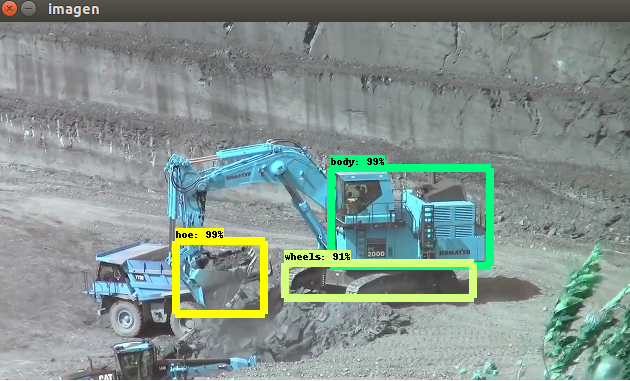 imagen
body: 99%
KOMATSU
hoe: 99%
wheels: 91%
2000
KOMATSU
CAT